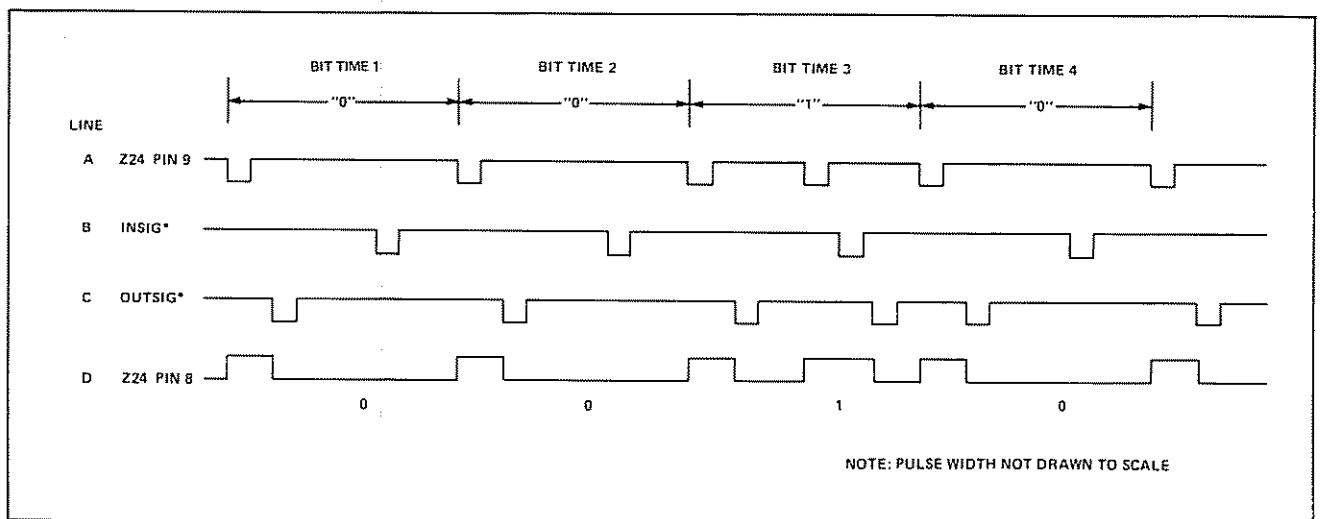 BIT TIME 1 BIT TIME 2 BIT TIME 3 BIT TIME 4
"0" "0" "1" "0"
LINE
A Z24 PIN 9
B INSIG*
C OUTSIG*
D Z24 PIN 8
0 0 1 0
NOTE: PULSE WIDTH NOT DRAWN TO SCALE